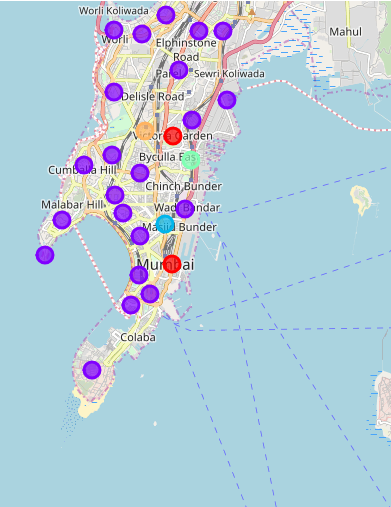 Worli Koliwada
Mahul
Worli
Elphinstone
Road
Parel
Sewri Koliwada
Delisle Road
Victoria Garden
Byculla East
Cumballa Hill
Chinch Bunder
Malabar Hill
Wadi Bandar
Masjid Bunder
Mumbai
Colaba